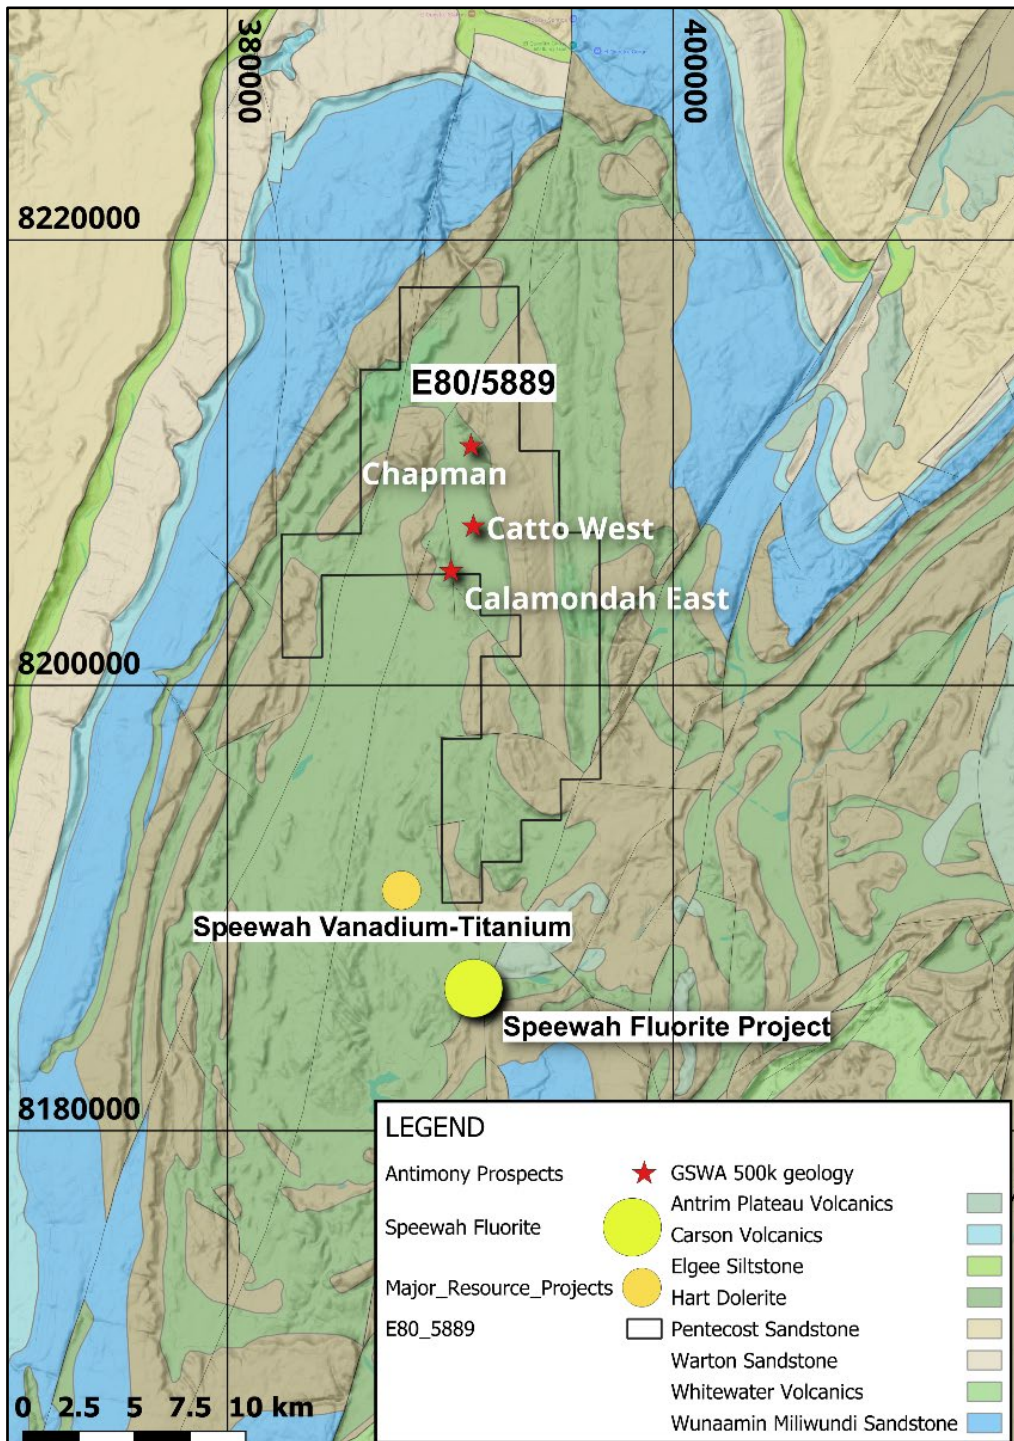 380000
400000
8220000
E80/5889
Chapman
Catto West
Calamondah East
8200000
Speewah Vanadium-Titanium
Speewah Fluorite Project
8180000
LEGEND
Antimony Prospects
Speewah Fluorite
Major_Resource_Projects
E80_5889
GSWA 500k geology
Antrim Plateau Volcanics
Carson Volcanics
Elgee Siltstone
Hart Dolerite
Pentecost Sandstone
Warton Sandstone
Whitewater Volcanics
Wunaamin Miliwundi Sandstone
0 2.5 5 7.5 10 km